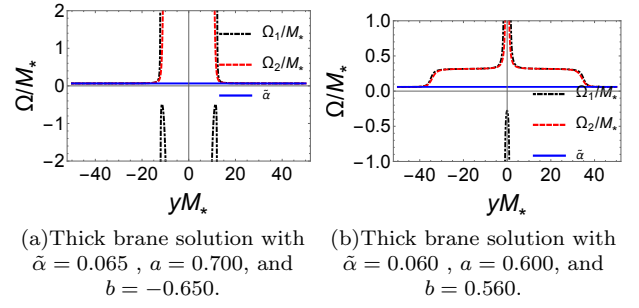 Ω/M*
2
1
0
−1
−2
−40 −20 0 20 40
yM*
Ω₁/M*
Ω₂/M*
α̃
(a)Thick brane solution with
α̃ = 0.065 , a = 0.700, and
b = −0.650.
Ω/M*
1.0
0.5
0.0
-0.5
-1.0
−40 −20 0 20 40
yM*
Ω₁/M*
Ω₂/M*
α̃
(b)Thick brane solution with
α̃ = 0.060 , a = 0.600, and
b = 0.560.